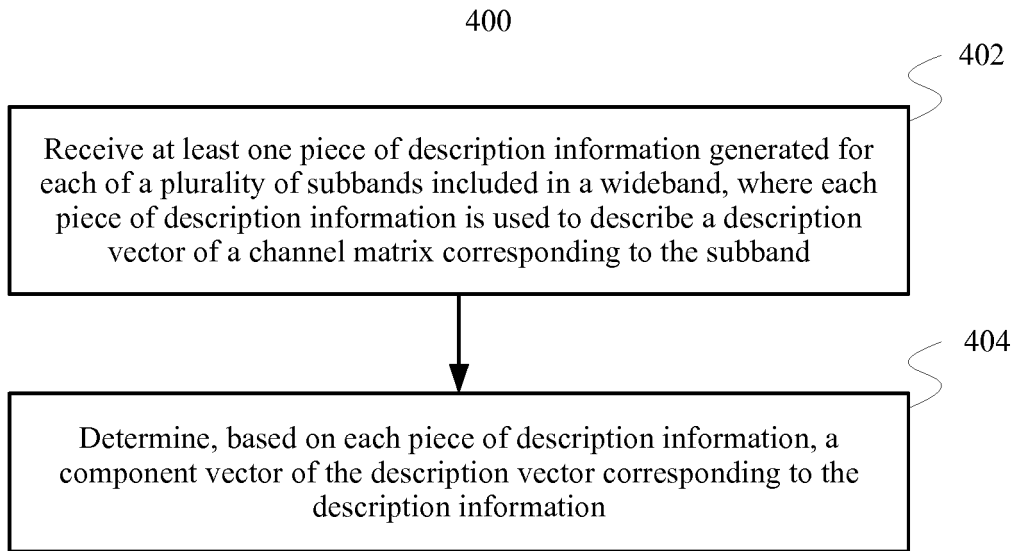 400
402
Receive at least one piece of description information generated for
each of a plurality of subbands included in a wideband, where each
piece of description information is used to describe a description
vector of a channel matrix corresponding to the subband
404
Determine, based on each piece of description information, a
component vector of the description vector corresponding to the
description information